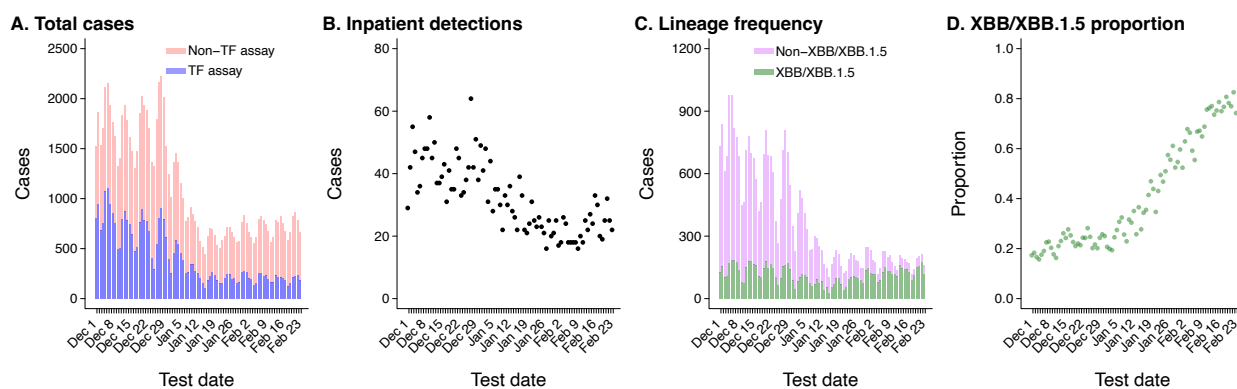 A. Total cases
2500
2000
1500
1000
500
0
Cases
Non−TF assay
TF assay
Dec 1
Dec 8
Dec 15
Dec 22
Dec 29
Jan 5
Jan 12
Jan 19
Jan 26
Feb 2
Feb 9
Feb 16
Feb 23
Test date
B. Inpatient detections
80
60
40
20
0
Cases
Dec 1
Dec 8
Dec 15
Dec 22
Dec 29
Jan 5
Jan 12
Jan 19
Jan 26
Feb 2
Feb 9
Feb 16
Feb 23
Test date
C. Lineage frequency
1200
900
600
300
0
Cases
Non−XBB/XBB.1.5
XBB/XBB.1.5
Dec 1
Dec 8
Dec 15
Dec 22
Dec 29
Jan 5
Jan 12
Jan 19
Jan 26
Feb 2
Feb 9
Feb 16
Feb 23
Test date
D. XBB/XBB.1.5 proportion
1.0
0.8
0.6
0.4
0.2
0.0
Proportion
Dec 1
Dec 8
Dec 15
Dec 22
Dec 29
Jan 5
Jan 12
Jan 19
Jan 26
Feb 2
Feb 9
Feb 16
Feb 23
Test date